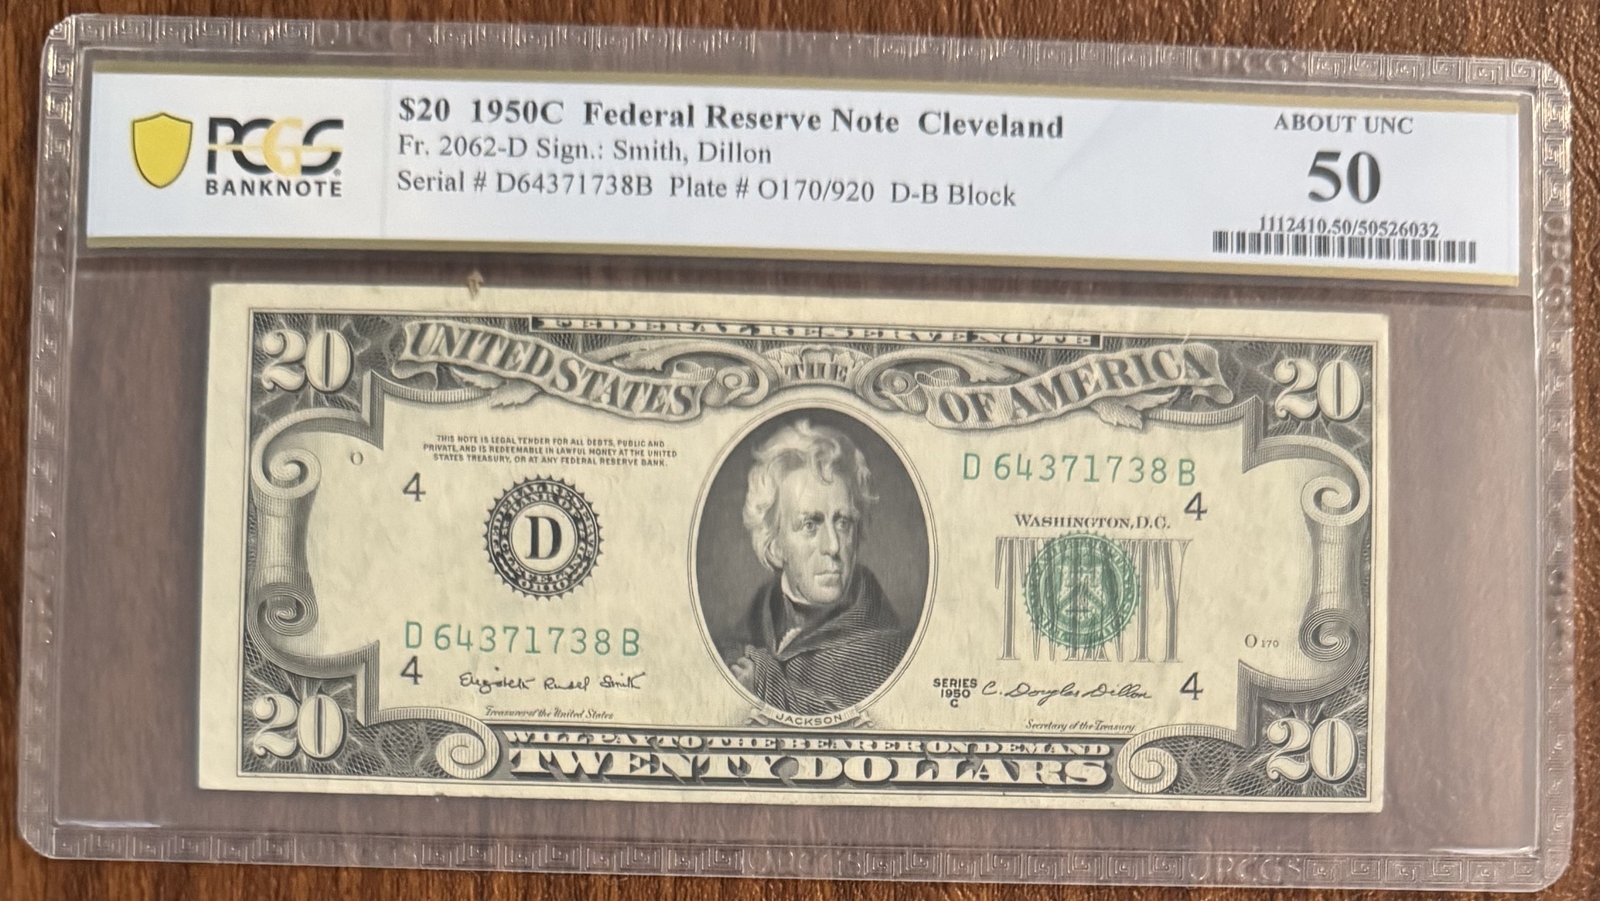 PCGS
BANKNOTE
$20 1950C Federal Reserve Note Cleveland
Fr. 2062-D Sign.: Smith, Dillon
Serial # D64371738B Plate # O170/920 D-B Block
ABOUT UNC
50
1112410.50/50526032
FEDERAL RESERVE NOTE
20 UNITED STATES THE OF AMERICA 20
THIS NOTE IS LEGAL TENDER FOR ALL DEBTS, PUBLIC AND
PRIVATE, AND IS REDEEMABLE IN LAWFUL MONEY AT THE UNITED
STATES TREASURY, OR AT ANY FEDERAL RESERVE BANK.
O
4
D 64371738 B
4
WASHINGTON, D.C.
D
TWENTY
D 64371738 B
O 170
4
Elizabeth Rudel Smith
Treasurer of the United States
SERIES
1950
C
C. Douglas Dillon
4
Secretary of the Treasury
JACKSON
20 WILL PAY TO THE BEARER ON DEMAND 20
TWENTY DOLLARS